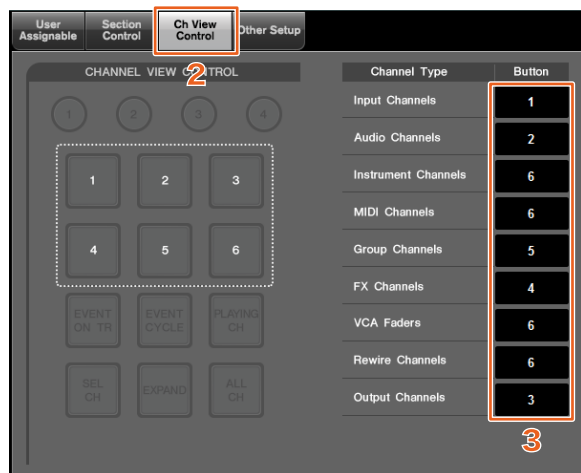 User Assignable
Section Control
Ch View Control
Other Setup
2
CHANNEL VIEW CONTROL
1 2 3 4
1 2 3
4 5 6
EVENT ON TR
EVENT CYCLE
PLAYING CH
SEL CH
EXPAND
ALL CH
Channel Type Button
Input Channels 1
Audio Channels 2
Instrument Channels 6
MIDI Channels 6
Group Channels 5
FX Channels 4
VCA Faders 6
Rewire Channels 6
Output Channels 3
3